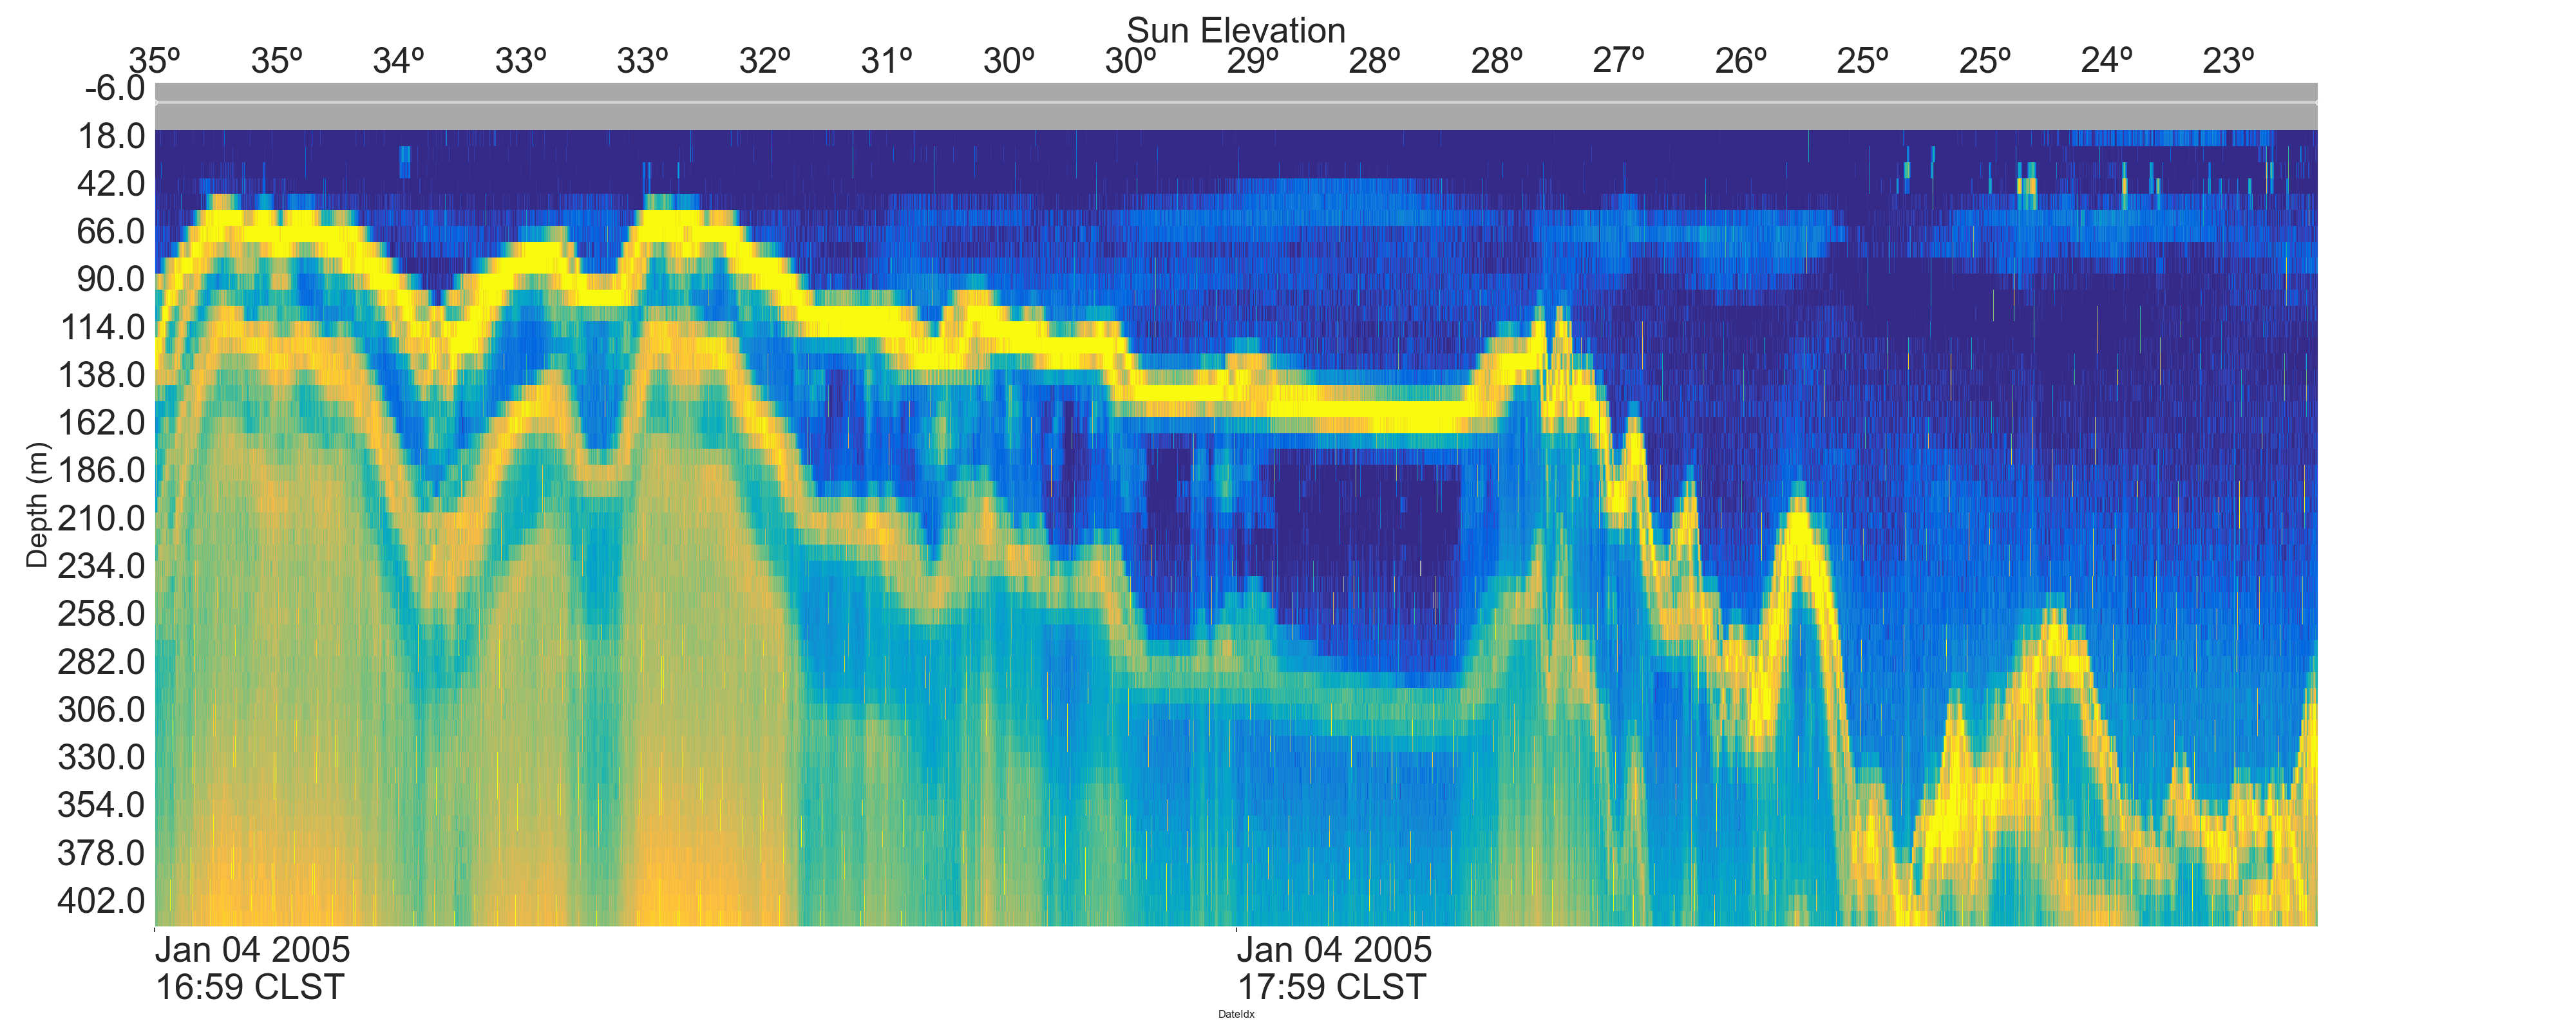 Sun Elevation
35º 35º 34º 33º 33º 32º 31º 30º 30º 29º 28º 28º 27º 26º 25º 25º 24º 23º
-6.0
18.0
42.0
66.0
90.0
114.0
138.0
162.0
186.0
210.0
234.0
258.0
282.0
306.0
330.0
354.0
378.0
402.0
Depth (m)
Jan 04 2005
16:59 CLST
Jan 04 2005
17:59 CLST
DateIdx